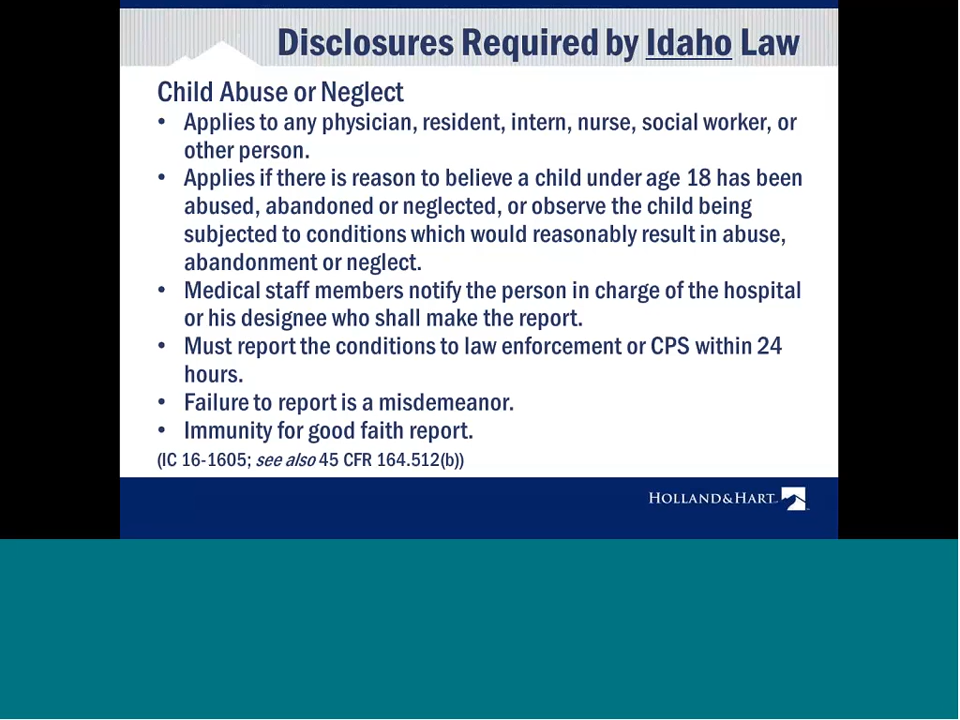 Disclosures Required by Idaho Law
Child Abuse or Neglect
• Applies to any physician, resident, intern, nurse, social worker, or
other person.
• Applies if there is reason to believe a child under age 18 has been
abused, abandoned or neglected, or observe the child being
subjected to conditions which would reasonably result in abuse,
abandonment or neglect.
• Medical staff members notify the person in charge of the hospital
or his designee who shall make the report.
• Must report the conditions to law enforcement or CPS within 24
hours.
• Failure to report is a misdemeanor.
• Immunity for good faith report.
(IC 16-1605; see also 45 CFR 164.512(b))
HOLLAND&HART